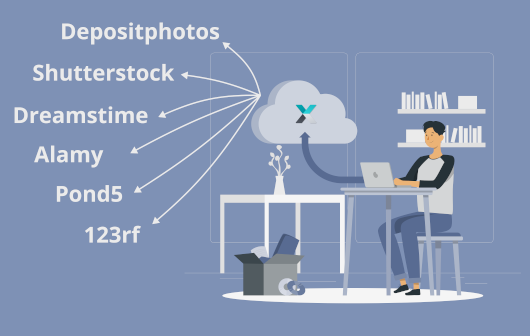 Depositphotos
Shutterstock
Dreamstime
Alamy
Pond5
123rf